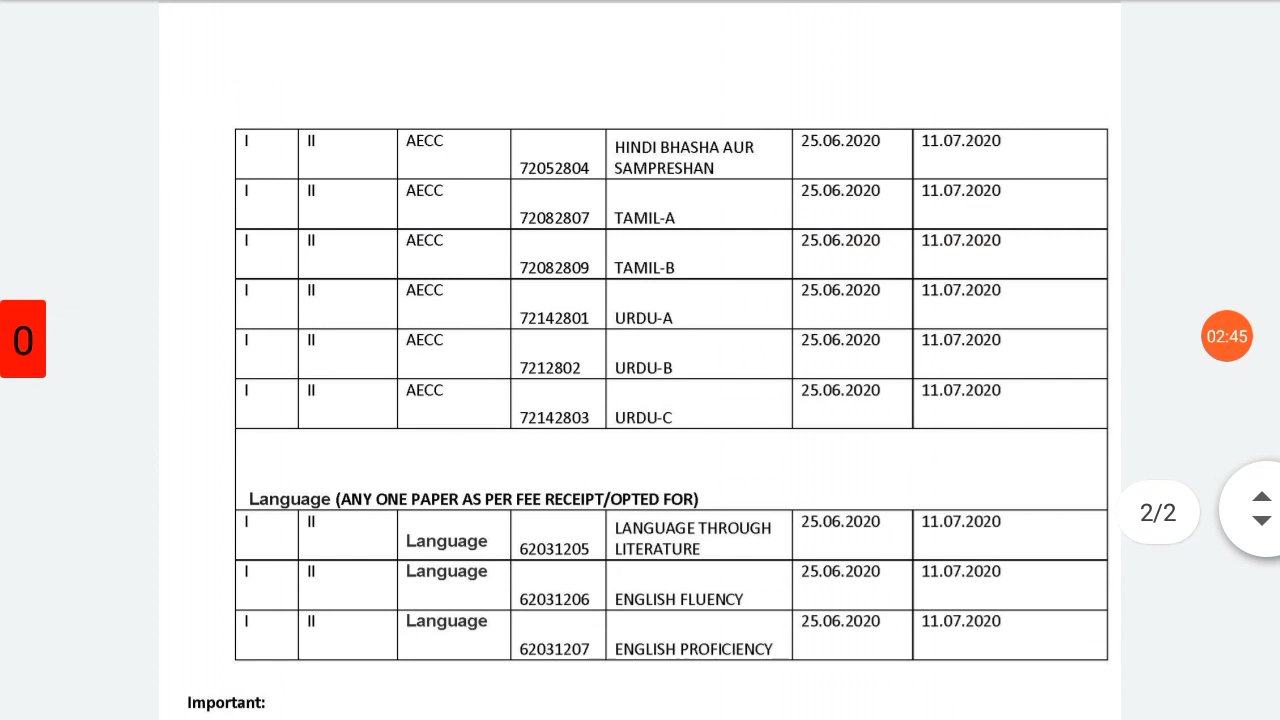 I II AECC 72052804 HINDI BHASHA AUR SAMPRESHAN 25.06.2020 11.07.2020
I II AECC 72082807 TAMIL-A 25.06.2020 11.07.2020
I II AECC 72082809 TAMIL-B 25.06.2020 11.07.2020
I II AECC 72142801 URDU-A 25.06.2020 11.07.2020
I II AECC 7212802 URDU-B 25.06.2020 11.07.2020
I II AECC 72142803 URDU-C 25.06.2020 11.07.2020
Language (ANY ONE PAPER AS PER FEE RECEIPT/OPTED FOR)
I II Language 62031205 LANGUAGE THROUGH LITERATURE 25.06.2020 11.07.2020
I II Language 62031206 ENGLISH FLUENCY 25.06.2020 11.07.2020
I II Language 62031207 ENGLISH PROFICIENCY 25.06.2020 11.07.2020
Important:
0
02:45
2/2